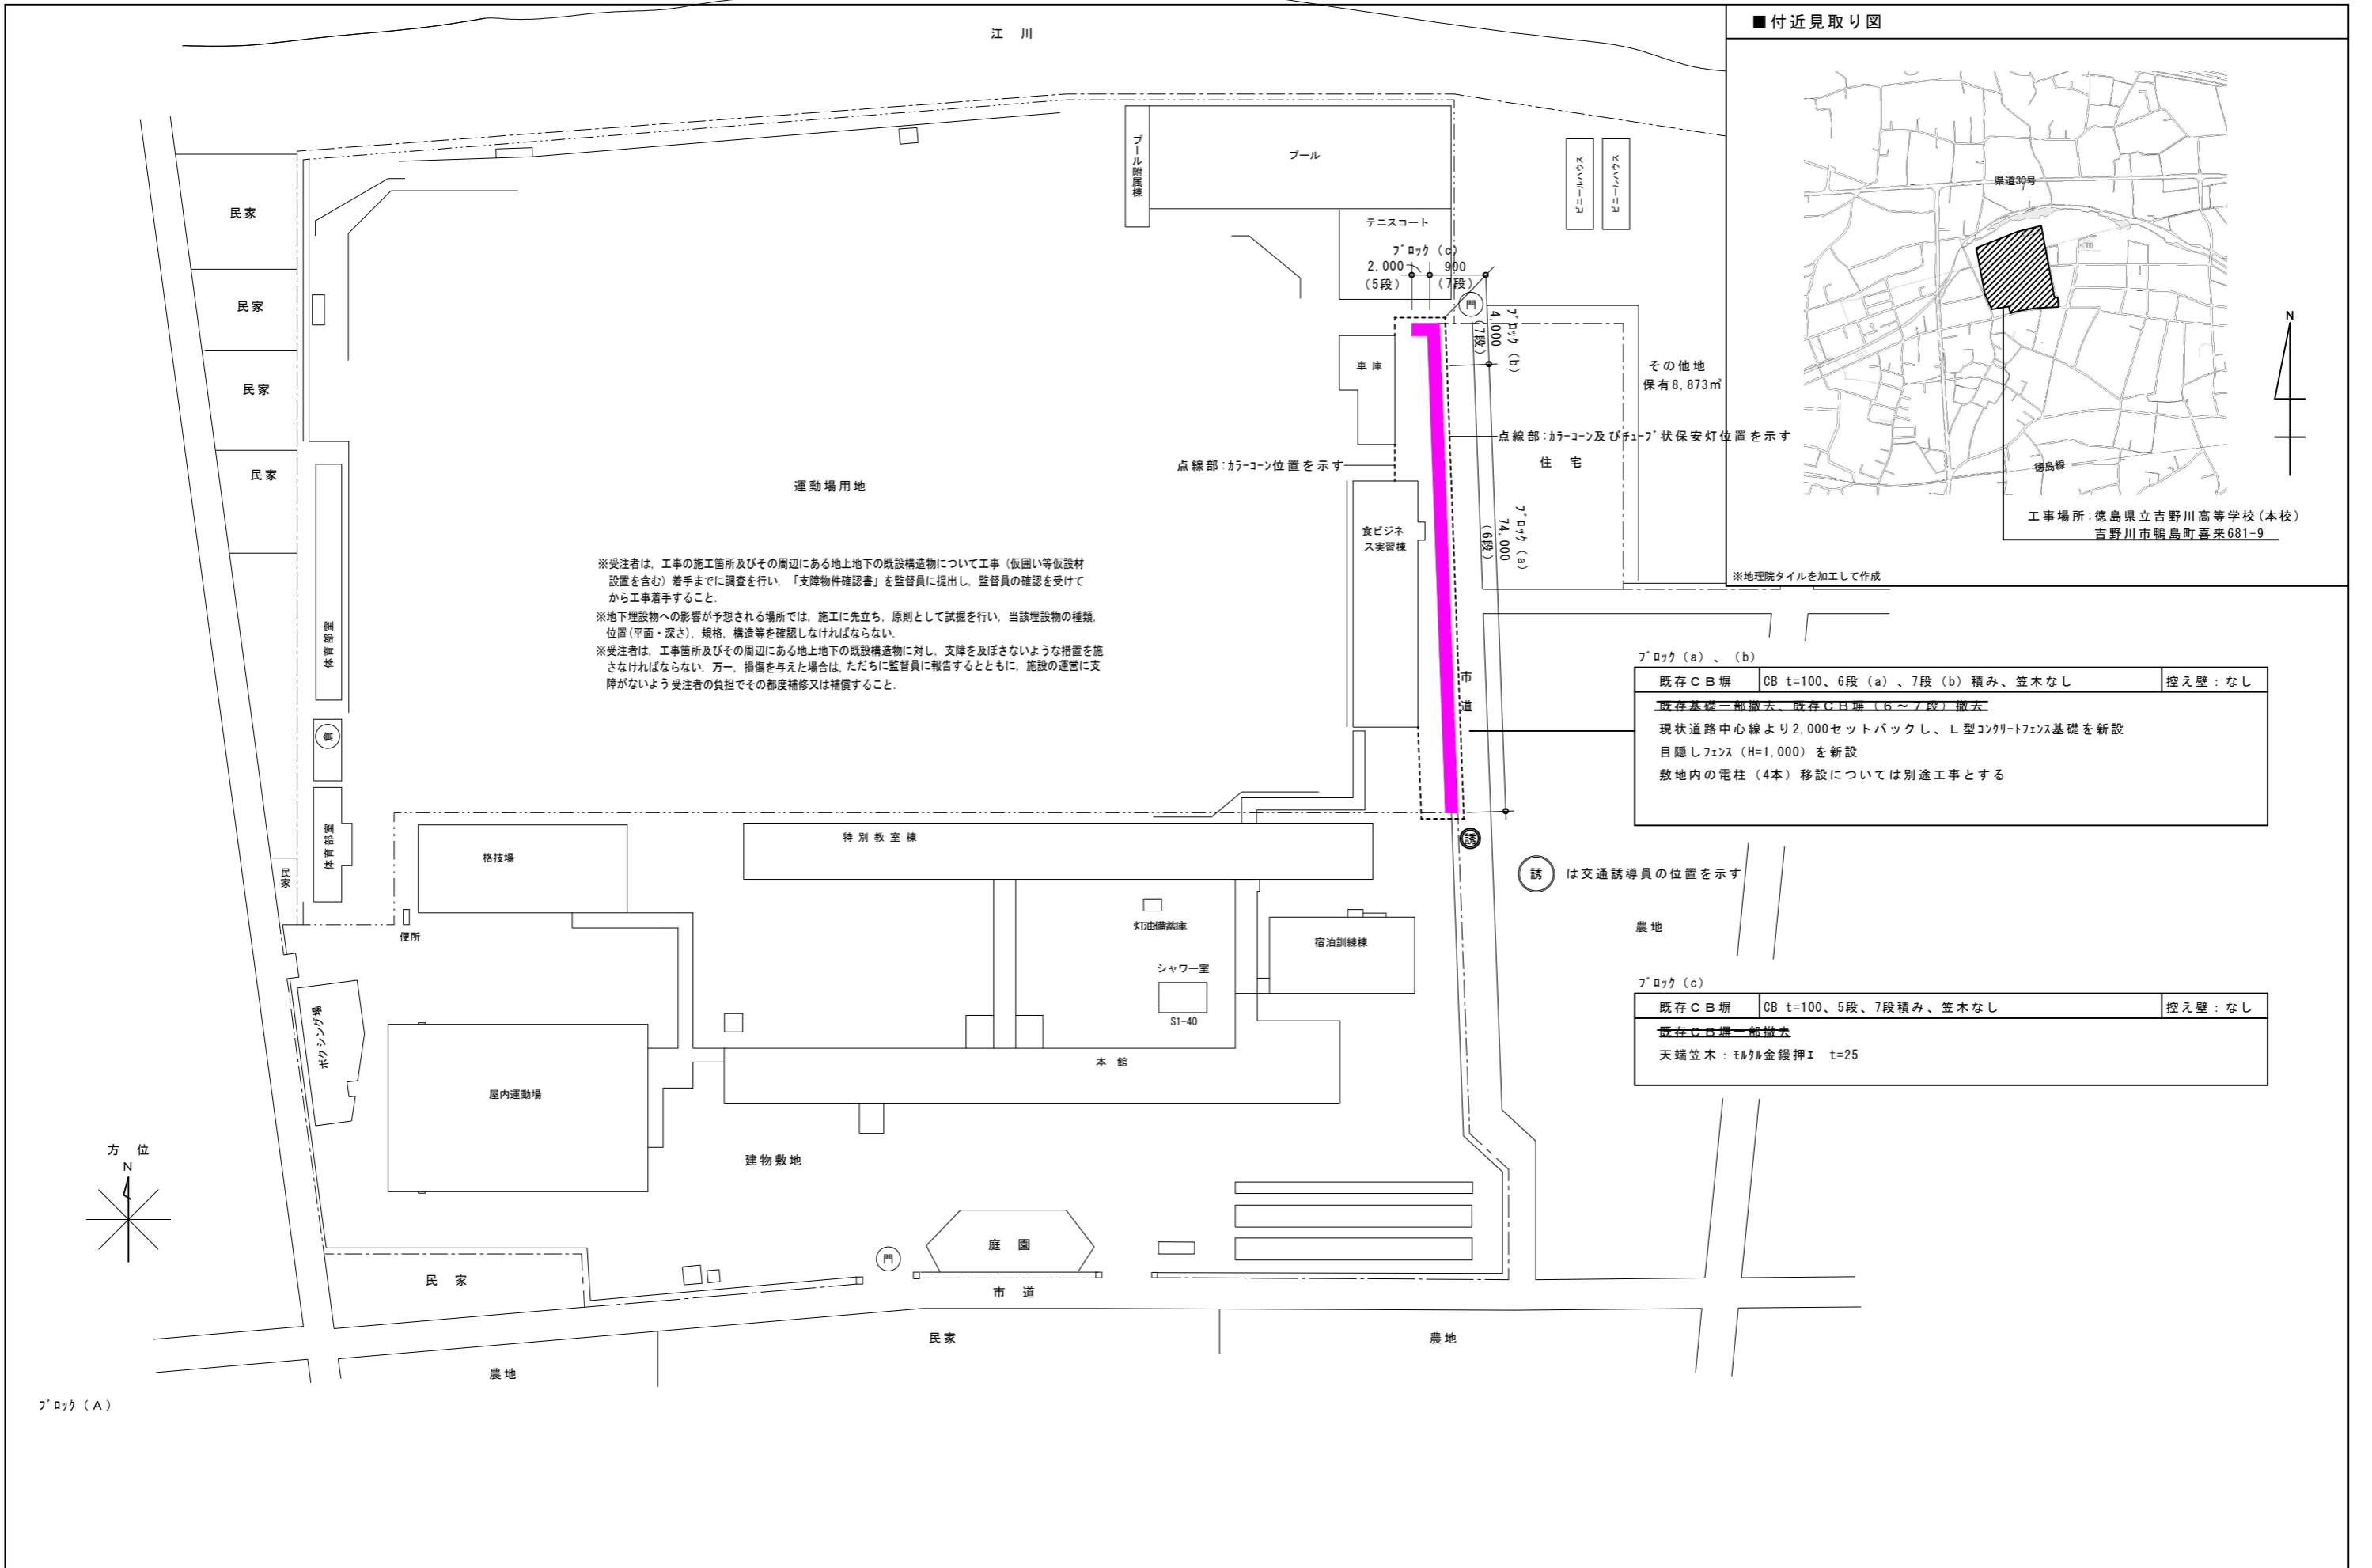 江 川
■付近見取り図
県道30号
徳島線
N
工事場所:徳島県立吉野川高等学校(本校)
吉野川市鴨島町喜来681-9
※地理院タイルを加工して作成
プール附属棟
プール
ビニールハウス
ビニールハウス
テニスコート
ブロック(c)
2,000
900
(5段)
(7段)
門
ブロック(b)
4,000
(7段)
民家
民家
民家
民家
車庫
その他地
保有8,873㎡
点線部:カラーコーン及びチューブ状保安灯位置を示す
住 宅
点線部:カラーコーン位置を示す
運動場用地
食ビジネ
ス実習棟
ブロック(a)
74,000
(6段)
※受注者は、工事の施工箇所及びその周辺にある地上地下の既設構造物について工事(仮囲い等仮設材
設置を含む)着手までに調査を行い、「支障物件確認書」を監督員に提出し、監督員の確認を受けて
から工事着手すること。
※地下埋設物への影響が予想される場所では、施工に先立ち、原則として試掘を行い、当該埋設物の種類、
位置(平面・深さ)、規格、構造等を確認しなければならない。
※受注者は、工事箇所及びその周辺にある地上地下の既設構造物に対し、支障を及ぼさないような措置を施
さなければならない。万一、損傷を与えた場合は、ただちに監督員に報告するとともに、施設の運営に支
障がないよう受注者の負担でその都度補修又は補償すること。
体育部室
倉
体育部室
民家
市道
ブロック(a)、(b)
既存CB塀 CB t=100、6段(a)、7段(b)積み、笠木なし 控え壁:なし
既存基礎一部撤去、既存CB塀(6~7段)撤去
現状道路中心線より2,000セットバックし、L型コンクリートフェンス基礎を新設
目隠しフェンス(H=1,000)を新設
敷地内の電柱(4本)移設については別途工事とする
特別教室棟
格技場
誘
誘 は交通誘導員の位置を示す
便所
灯油備蓄庫
宿泊訓練棟
農地
シャワー室
S1-40
ブロック(c)
既存CB塀 CB t=100、5段、7段積み、笠木なし 控え壁:なし
既存CB塀一部撤去
天端笠木:モルタル金鏝押エ t=25
ボクシング場
屋内運動場
本 館
方 位
N
建物敷地
庭 園
門
民 家
市 道
民家
農地
農地
ブロック(A)